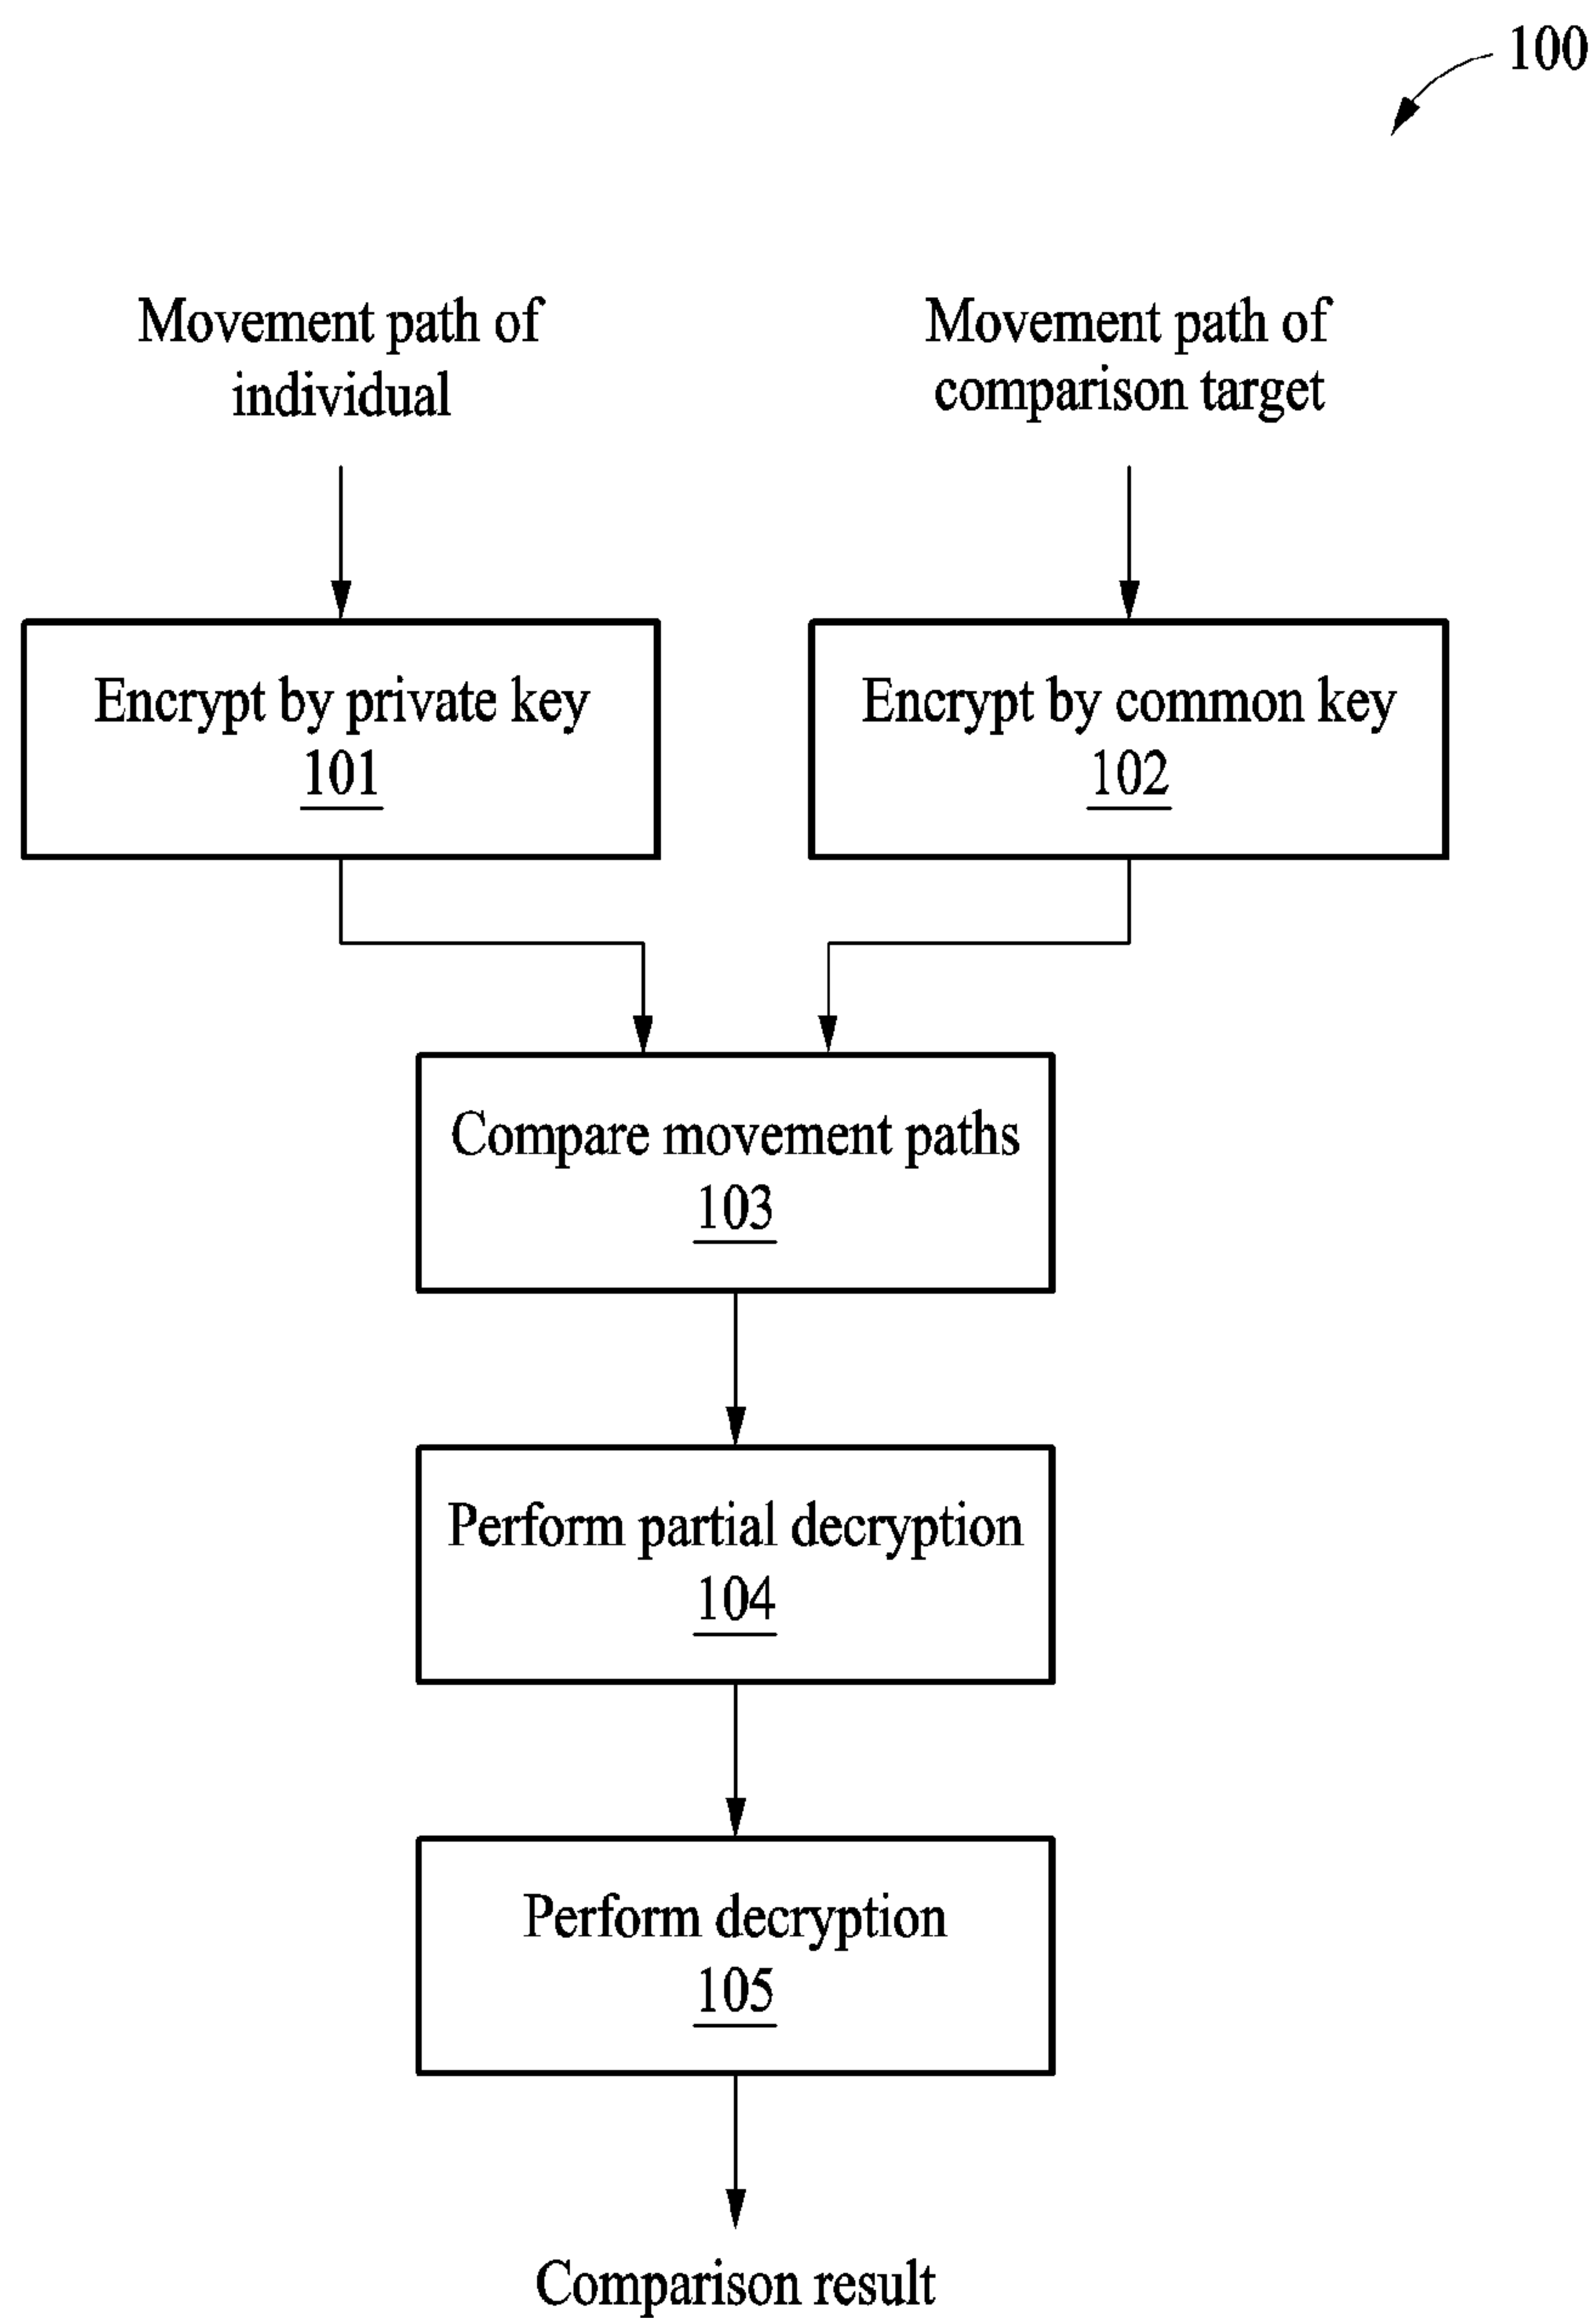 100
Movement path of
individual
Movement path of
comparison target
Encrypt by private key
101
Encrypt by common key
102
Compare movement paths
103
Perform partial decryption
104
Perform decryption
105
Comparison result